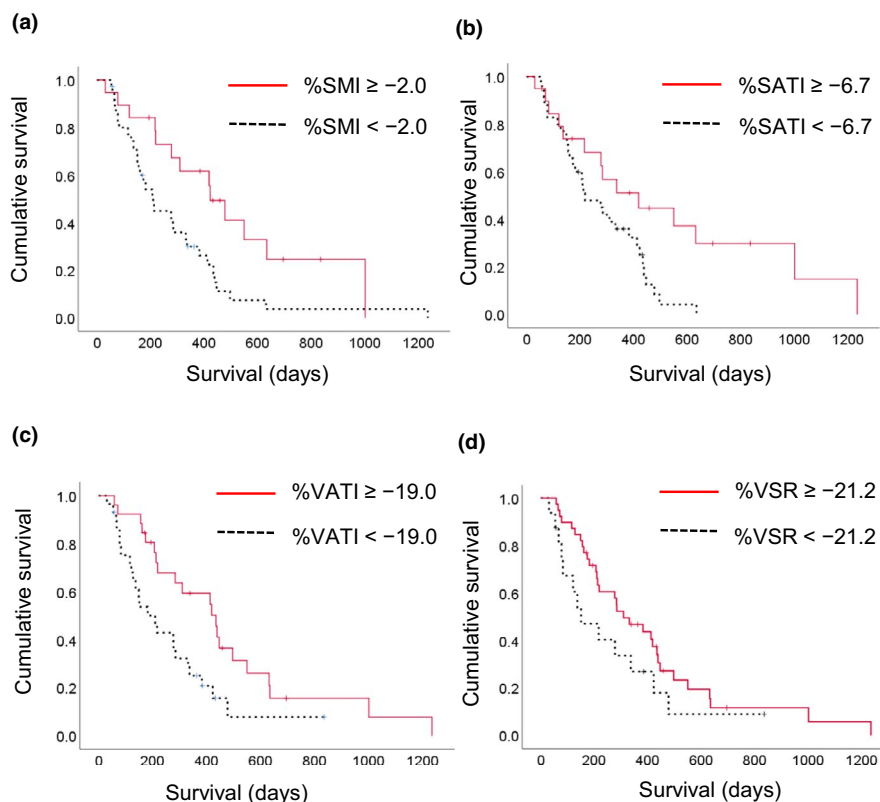 (a)
%SMI ≥ −2.0
%SMI < −2.0
Cumulative survival
1.0
0.8
0.6
0.4
0.2
0.0
0 200 400 600 800 1000 1200
Survival (days)
(b)
%SATI ≥ −6.7
%SATI < −6.7
Cumulative survival
1.0
0.8
0.6
0.4
0.2
0.0
0 200 400 600 800 1000 1200
Survival (days)
(c)
%VATI ≥ −19.0
%VATI < −19.0
Cumulative survival
1.0
0.8
0.6
0.4
0.2
0.0
0 200 400 600 800 1000 1200
Survival (days)
(d)
%VSR ≥ −21.2
%VSR < −21.2
Cumulative survival
1.0
0.8
0.6
0.4
0.2
0.0
0 200 400 600 800 1000 1200
Survival (days)